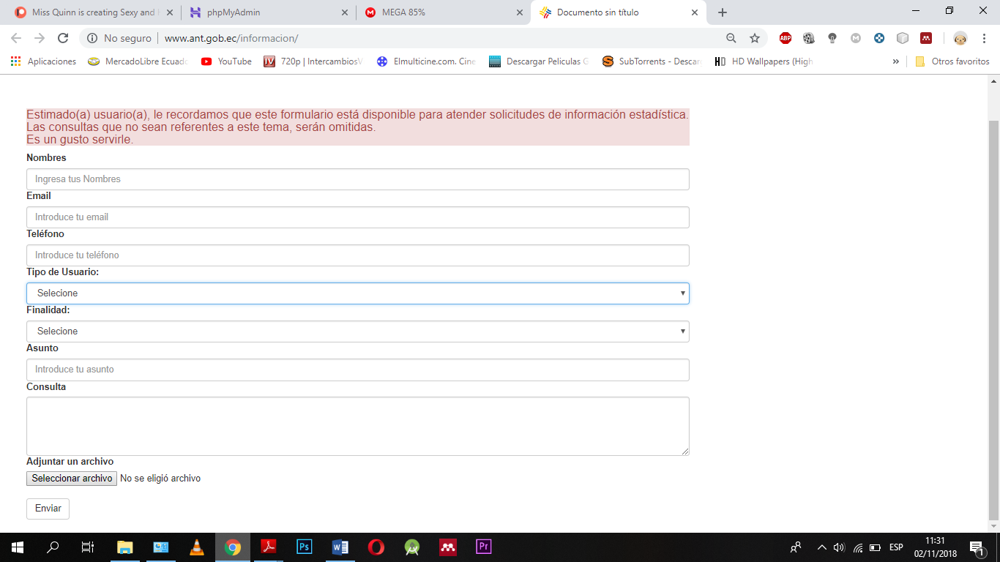 Miss Quinn is creating Sexy and
phpMyAdmin
MEGA 85%
Documento sin título
No seguro
www.ant.gob.ec/informacion/
ABP
Aplicaciones
MercadoLibre Ecuado
YouTube
720p | IntercambiosV
Elmulticine.com. Cine
Descargar Peliculas G
SubTorrents - Descar
HD Wallpapers (High
»
Otros favoritos
Estimado(a) usuario(a), le recordamos que este formulario está disponible para atender solicitudes de información estadística.
Las consultas que no sean referentes a este tema, serán omitidas.
Es un gusto servirle.
Nombres
Ingresa tus Nombres
Email
Introduce tu email
Teléfono
Introduce tu teléfono
Tipo de Usuario:
Selecione
Finalidad:
Selecione
Asunto
Introduce tu asunto
Consulta
Adjuntar un archivo
Seleccionar archivo No se eligió archivo
Enviar
Ps
Pr
ESP
11:31
02/11/2018
1